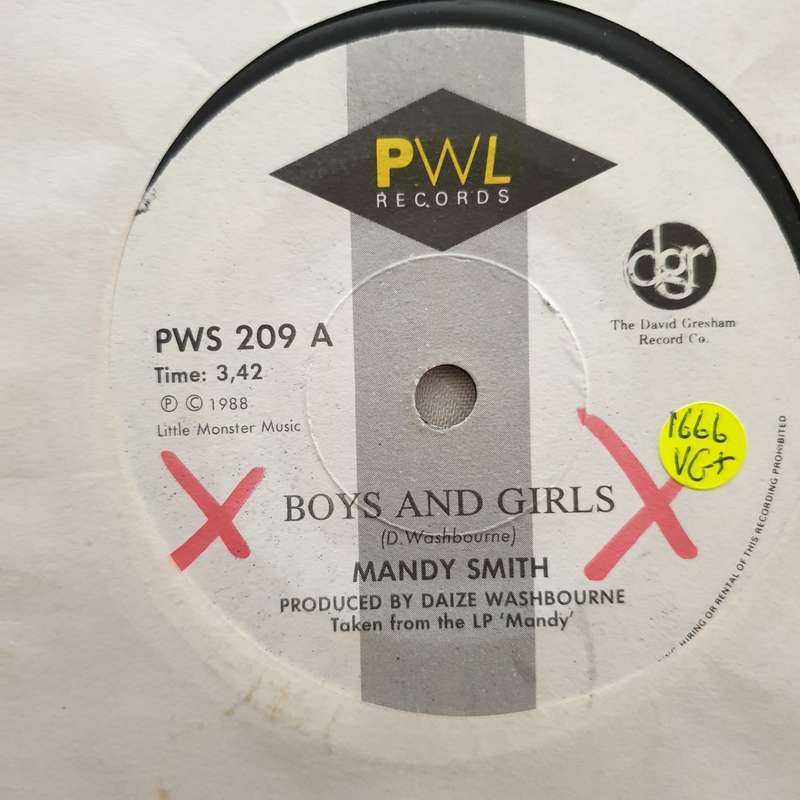 PWL
RECORDS
dgr
The David Gresham
Record Co.
PWS 209 A
Time: 3,42
Ⓟ © 1988
Little Monster Music
1666
VG+
X
X
BOYS AND GIRLS
(D. Washbourne)
MANDY SMITH
PRODUCED BY DAIZE WASHBOURNE
Taken from the LP 'Mandy'
HIRING OR RENTAL OF THIS RECORDING PROHIBITED